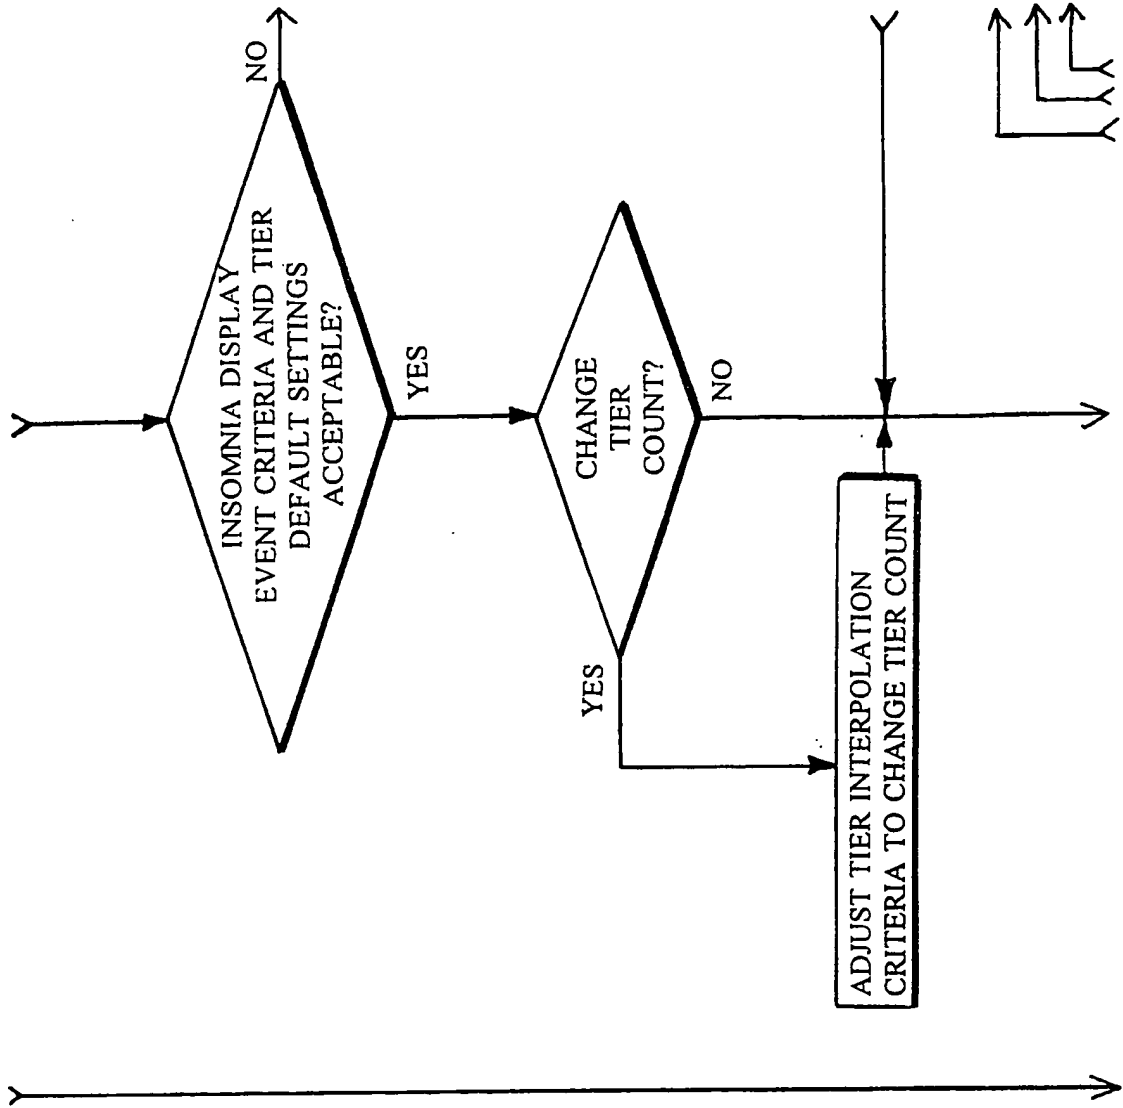 NO
INSOMNIA DISPLAY
EVENT CRITERIA AND TIER
DEFAULT SETTINGS
ACCEPTABLE?
YES
CHANGE
TIER
COUNT?
NO
YES
ADJUST TIER INTERPOLATION
CRITERIA TO CHANGE TIER COUNT